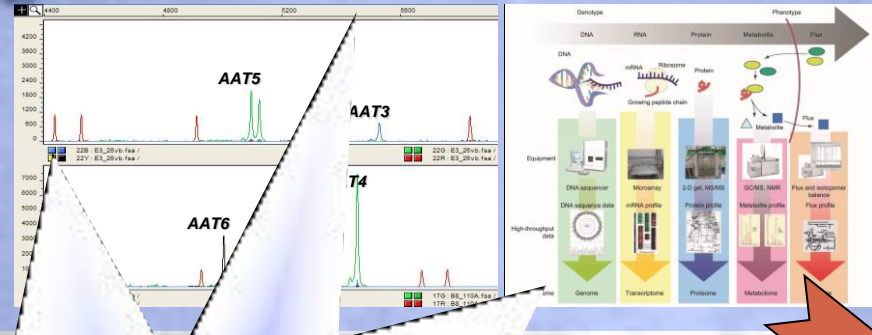 4400 4800 5200 5600
4200
3600
3000
2400
1800
1200
600
0
AAT5
AAT3
22B : E3_26vb.fsa /
22Y : E3_26vb.fsa /
22G : E3_26vb.fsa /
22R : E3_26vb.fsa /
7000
6000
5000
4000
3000
2000
AAT6
T4
17G : B8_110A.fsa /
17R : B8_110A
Genotype Phenotype
DNA RNA Protein Metabolite Flux
DNA
mRNA Ribosome
Protein
Growing peptide chain
Metabolite
Flux
Equipment
DNA sequencer Microarray 2-D gel, MS/MS GC/MS, NMR Flux and isotopomer balance
DNA sequence data mRNA profile Protein profile Metabolite profile Flux profile
High-throughput data
ome Genome Transcriptome Proteome Metabolome